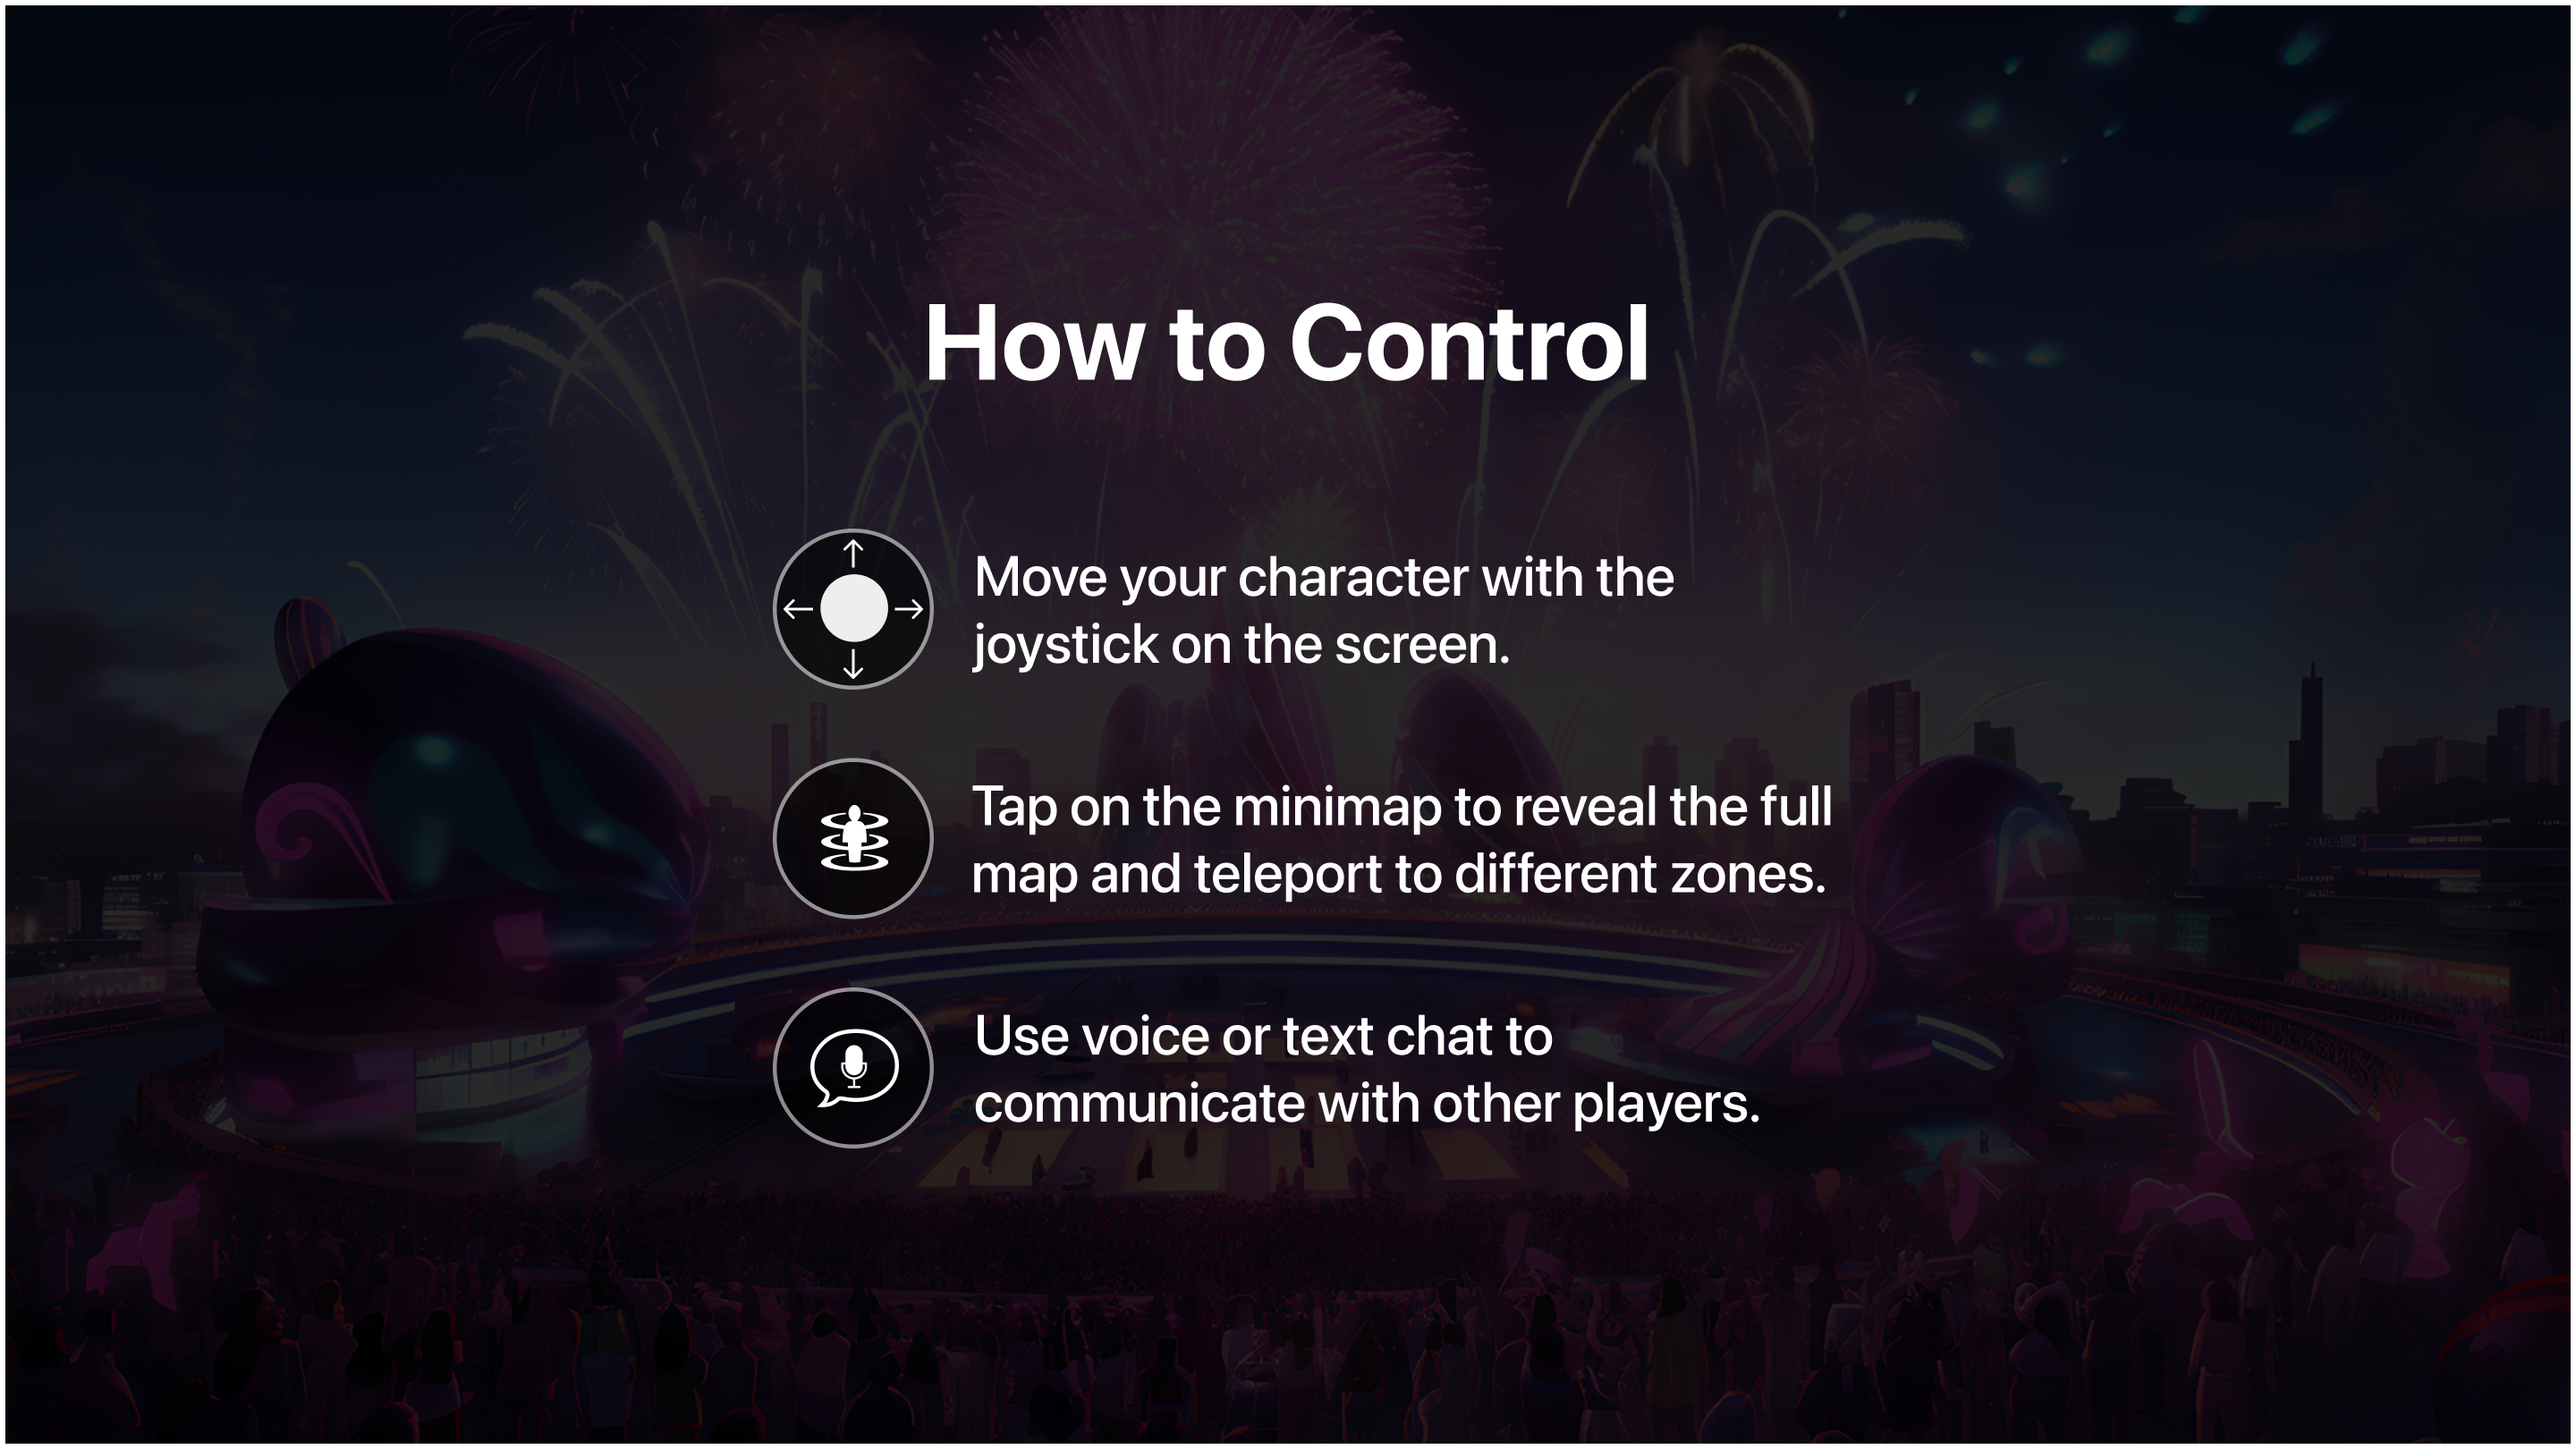 How to Control
Move your character with the
joystick on the screen.
Tap on the minimap to reveal the full
map and teleport to different zones.
Use voice or text chat to
communicate with other players.